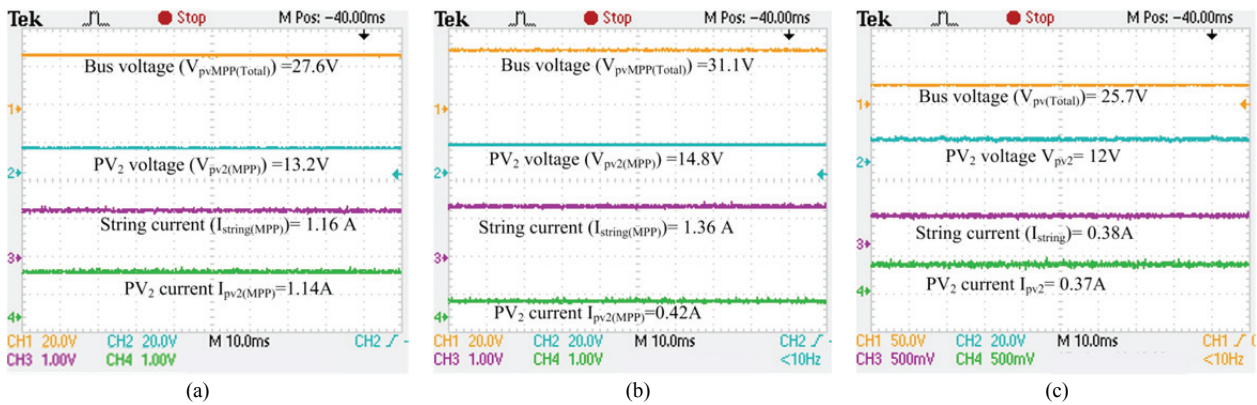 Tek Stop M Pos: -40.00ms
Bus voltage (VpvMPP(Total)) =27.6V
1
PV2 voltage (Vpv2(MPP)) =13.2V
2
String current (Istring(MPP))= 1.16 A
3
PV2 current Ipv2(MPP)=1.14A
4
CH1 20.0V CH2 20.0V M 10.0ms CH2
CH3 1.00V CH4 1.00V
(a)
Tek Stop M Pos: -40.00ms
Bus voltage (VpvMPP(Total)) =31.1V
1
PV2 voltage (Vpv2(MPP)) =14.8V
2
String current (Istring(MPP))= 1.36 A
3
PV2 current Ipv2(MPP)=0.42A
4
CH1 20.0V CH2 20.0V M 10.0ms CH2
CH3 1.00V CH4 1.00V <10Hz
(b)
Tek Stop M Pos: -40.00ms
Bus voltage (Vpv(Total))= 25.7V
1
PV2 voltage Vpv2= 12V
2
String current (Istring)= 0.38A
3
PV2 current Ipv2= 0.37A
4
CH1 50.0V CH2 20.0V M 10.0ms CH1
CH3 500mV CH4 500mV <10Hz
(c)